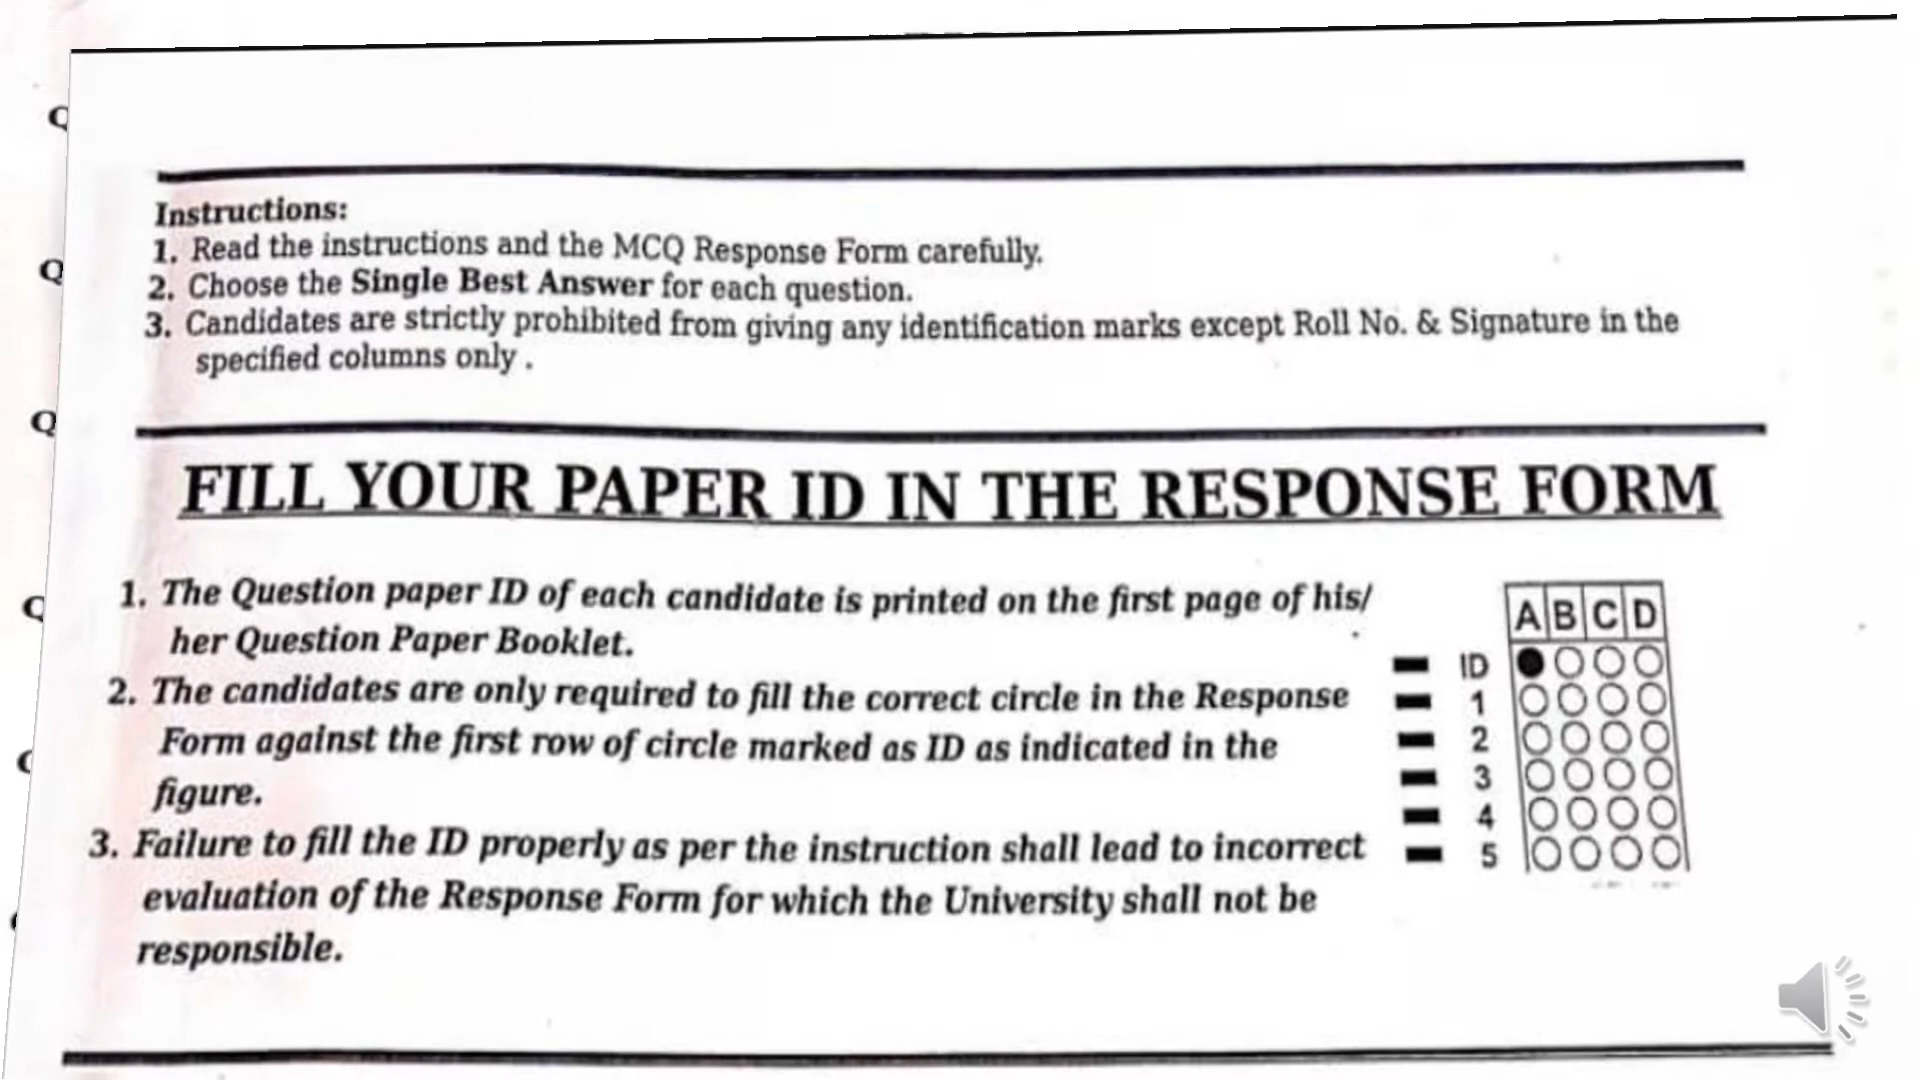 Instructions:
1. Read the instructions and the MCQ Response Form carefully.
2. Choose the Single Best Answer for each question.
3. Candidates are strictly prohibited from giving any identification marks except Roll No. & Signature in the
specified columns only .
FILL YOUR PAPER ID IN THE RESPONSE FORM
1. The Question paper ID of each candidate is printed on the first page of his/
her Question Paper Booklet.
2. The candidates are only required to fill the correct circle in the Response
Form against the first row of circle marked as ID as indicated in the
figure.
3. Failure to fill the ID properly as per the instruction shall lead to incorrect
evaluation of the Response Form for which the University shall not be
responsible.
A B C D
ID
1
2
3
4
5